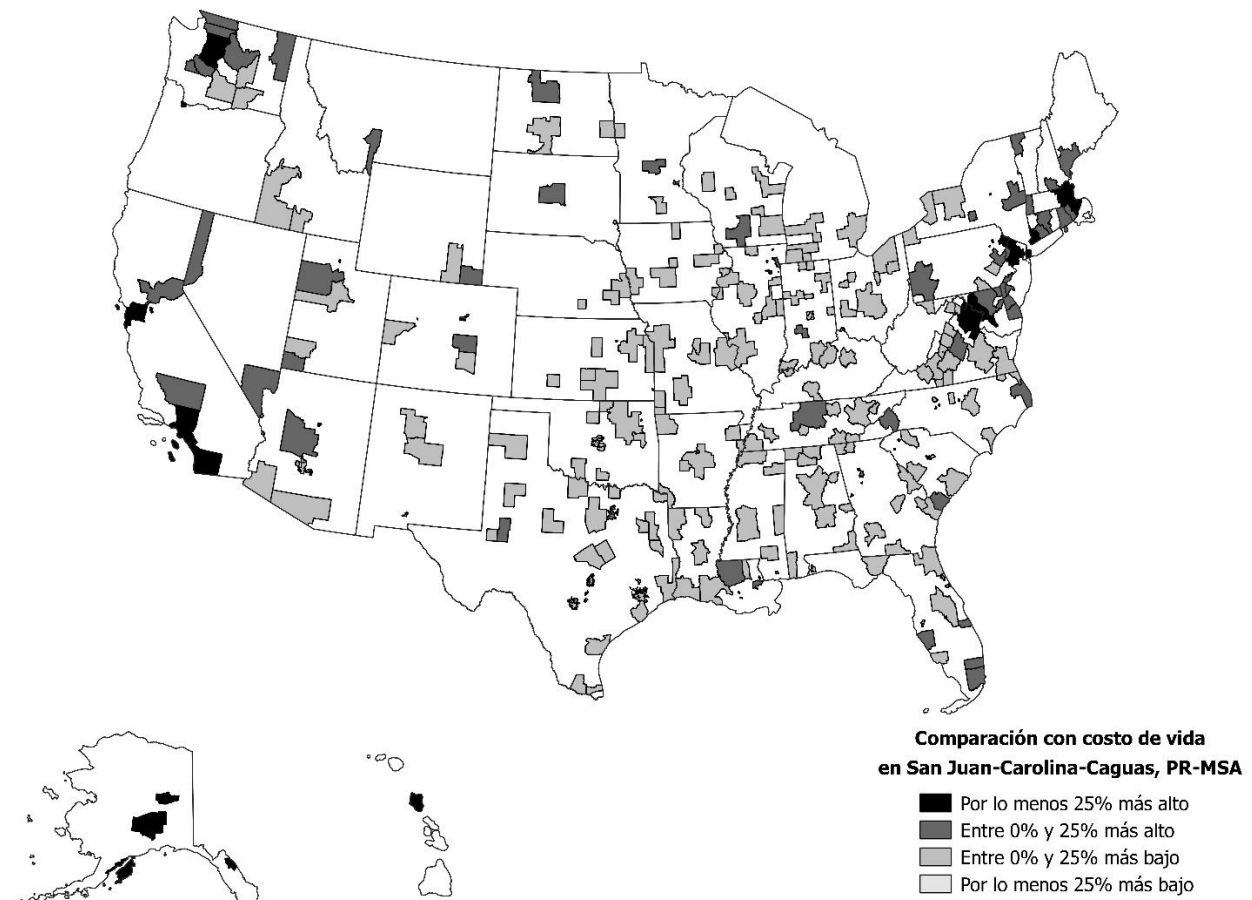 Comparación con costo de vida
en San Juan-Carolina-Caguas, PR-MSA
Por lo menos 25% más alto
Entre 0% y 25% más alto
Entre 0% y 25% más bajo
Por lo menos 25% más bajo